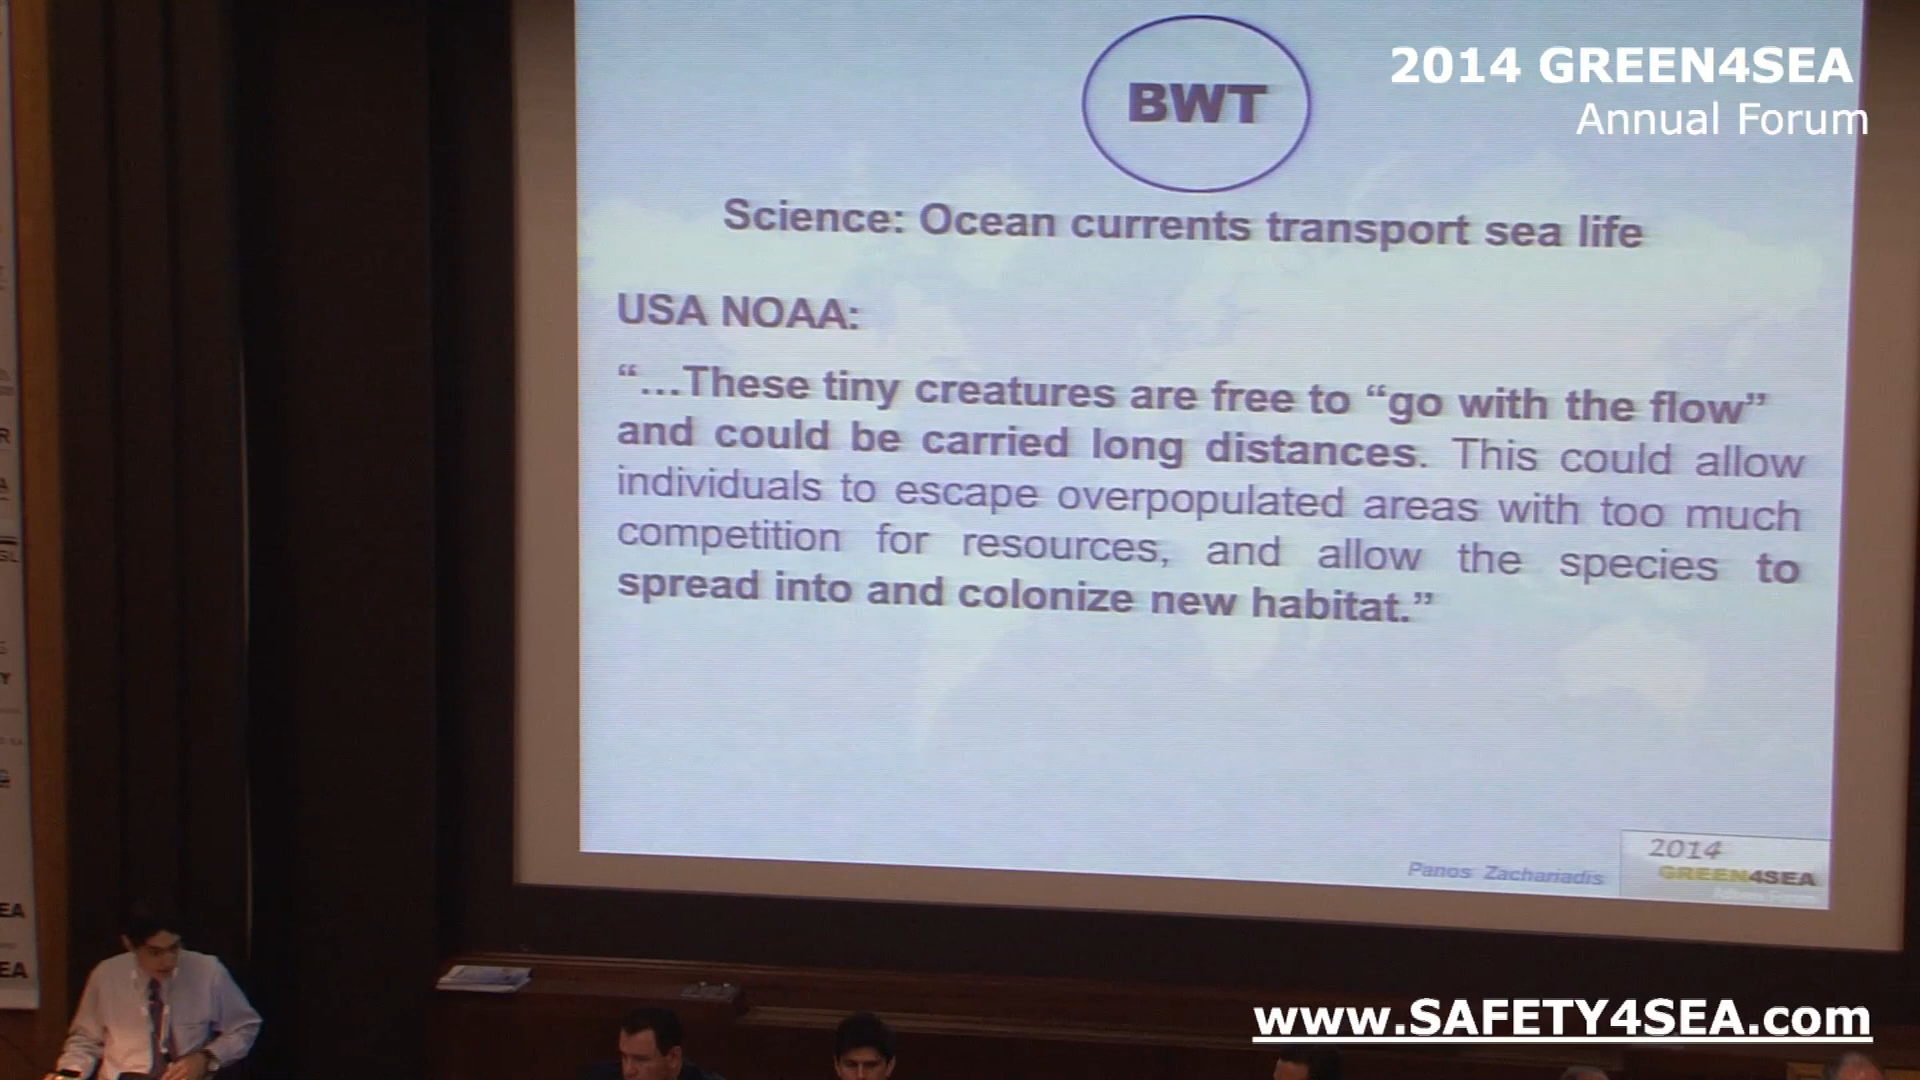 2014 GREEN4SEA
Annual Forum
BWT
Science: Ocean currents transport sea life
USA NOAA:
“...These tiny creatures are free to “go with the flow”
and could be carried long distances. This could allow
individuals to escape overpopulated areas with too much
competition for resources, and allow the species to
spread into and colonize new habitat.”
Panos Zachariadis
2014
GREEN4SEA
EA
EA
www.SAFETY4SEA.com